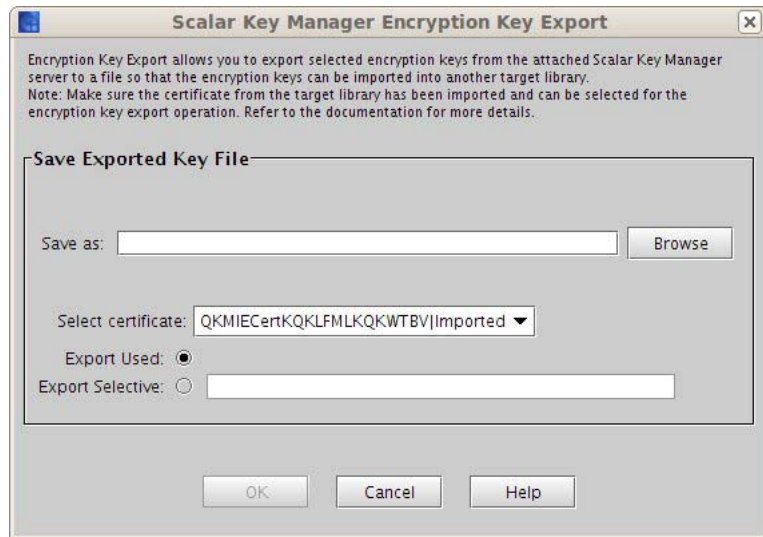 Scalar Key Manager Encryption Key Export
Encryption Key Export allows you to export selected encryption keys from the attached Scalar Key Manager
server to a file so that the encryption keys can be imported into another target library.
Note: Make sure the certificate from the target library has been imported and can be selected for the
encryption key export operation. Refer to the documentation for more details.
Save Exported Key File
Save as:
Browse
Select certificate: QKMIECertKQKLFMLKQKWTBV|Imported
Export Used:
Export Selective:
OK Cancel Help